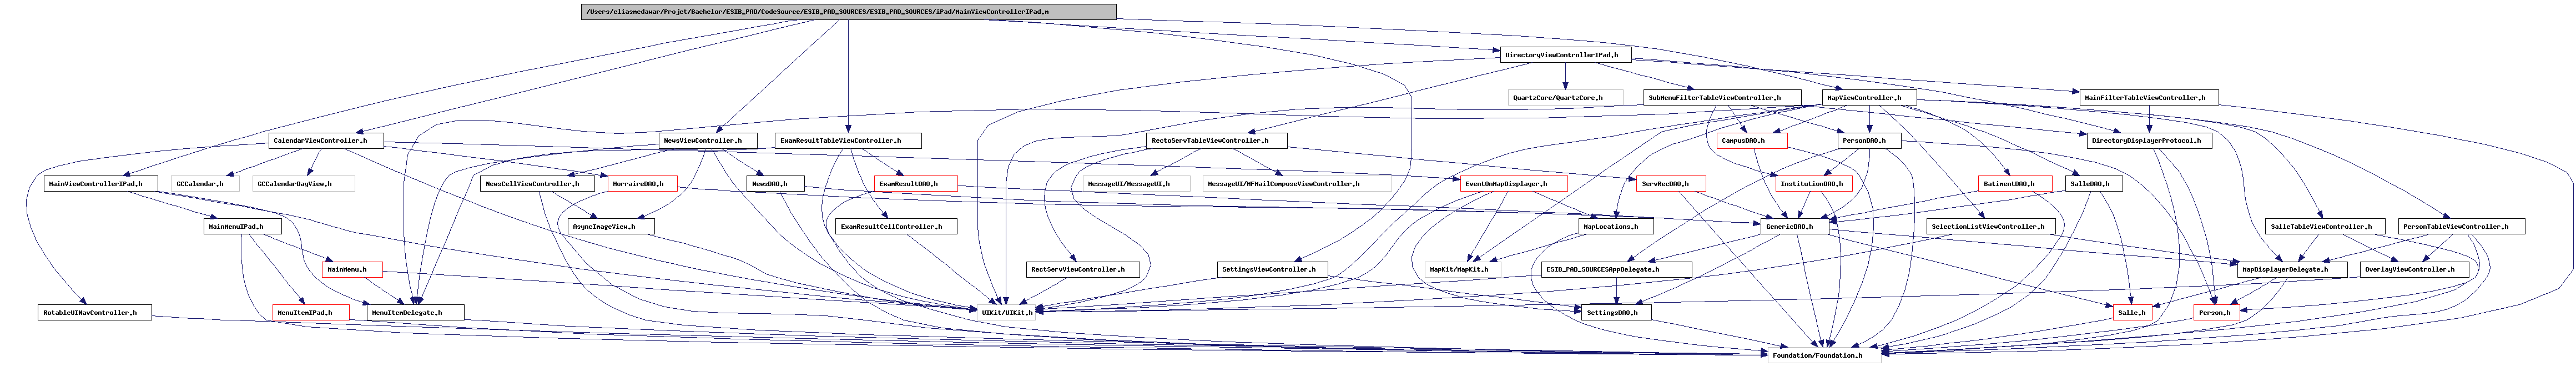 /Users/eliasmedawar/Projet/Bachelor/ESIB_PAD/CodeSource/ESIB_PAD_SOURCES/ESIB_PAD_SOURCES/iPad/MainViewControllerIPad.m
DirectoryViewControllerIPad.h
QuartzCore/QuartzCore.h
SubMenuFilterTableViewController.h
MapViewController.h
MainFilterTableViewController.h
CalendarViewController.h
NewsViewController.h
ExamResultTableViewController.h
RectoServTableViewController.h
CampusDAO.h
PersonDAO.h
DirectoryDisplayerProtocol.h
MainViewControllerIPad.h
GCCalendar.h
GCCalendarDayView.h
NewsCellViewController.h
HorraireDAO.h
NewsDAO.h
ExamResultDAO.h
MessageUI/MessageUI.h
MessageUI/MFMailComposeViewController.h
EventOnMapDisplayer.h
ServRecDAO.h
InstitutionDAO.h
BatimentDAO.h
SalleDAO.h
MainMenuIPad.h
AsyncImageView.h
ExamResultCellController.h
MapLocations.h
GenericDAO.h
SelectionListViewController.h
SalleTableViewController.h
PersonTableViewController.h
MainMenu.h
RectServViewController.h
SettingsViewController.h
MapKit/MapKit.h
ESIB_PAD_SOURCESAppDelegate.h
MapDisplayerDelegate.h
OverlayViewController.h
RotableUINavController.h
MenuItemIPad.h
MenuItemDelegate.h
UIKit/UIKit.h
SettingsDAO.h
Salle.h
Person.h
Foundation/Foundation.h